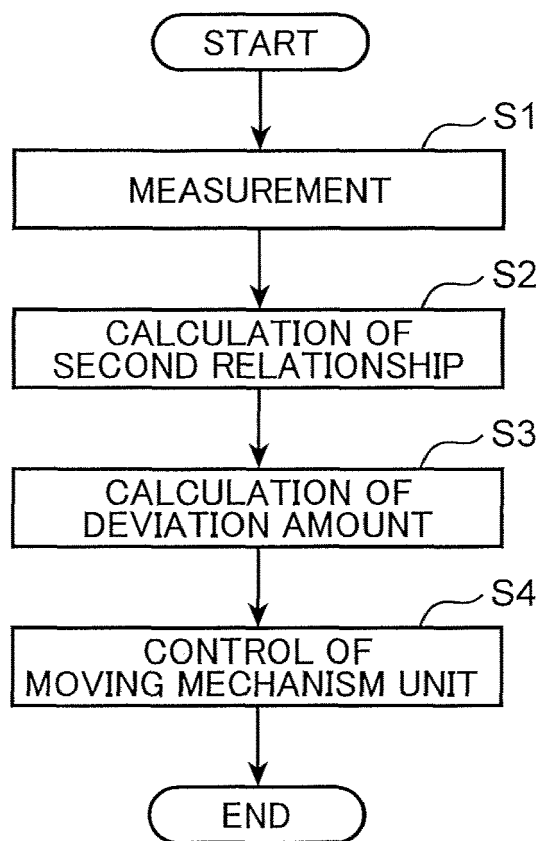 START
S1
MEASUREMENT
S2
CALCULATION OF
SECOND RELATIONSHIP
S3
CALCULATION OF
DEVIATION AMOUNT
S4
CONTROL OF
MOVING MECHANISM UNIT
END